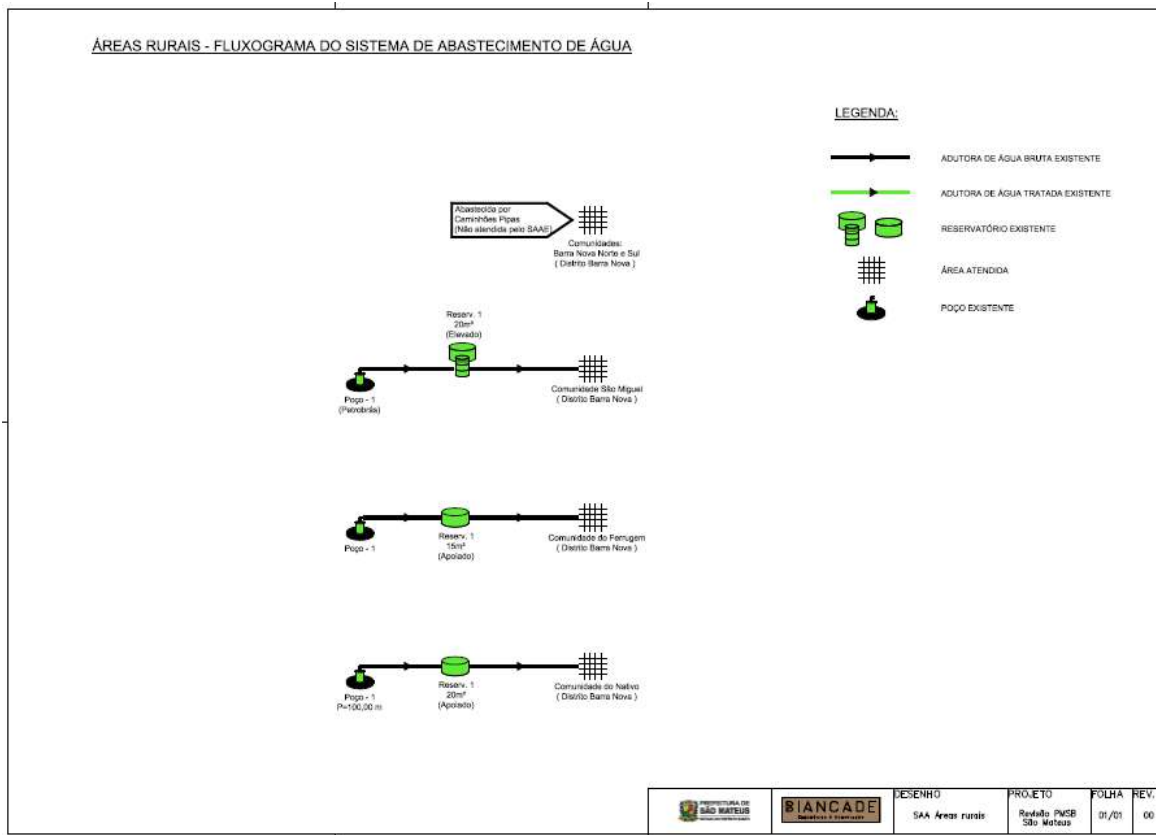 ÁREAS RURAIS - FLUXOGRAMA DO SISTEMA DE ABASTECIMENTO DE ÁGUA
LEGENDA:
ADUTORA DE ÁGUA BRUTA EXISTENTE
ADUTORA DE ÁGUA TRATADA EXISTENTE
RESERVATÓRIO EXISTENTE
ÁREA ATENDIDA
POÇO EXISTENTE
Abastecida por
Caminhões Pipas
(Não atendida pelo SAAE)
Comunidades:
Barra Nova Norte e Sul
( Distrito Barra Nova )
Reserv. 1
20m³
(Elevado)
Poço - 1
(Petrobrás)
Comunidade São Miguel
( Distrito Barra Nova )
Poço - 1
Reserv. 1
15m³
(Apoiado)
Comunidade do Ferrugem
( Distrito Barra Nova )
Poço - 1
P=100,00 m
Reserv. 1
20m³
(Apoiado)
Comunidade do Nativo
( Distrito Barra Nova )
PREFEITURA DE
SÃO MATEUS
BIANCADE
DESENHO
SAA Áreas rurais
PROJETO
Revisão PMSB
São Mateus
FOLHA
01/01
REV.
00